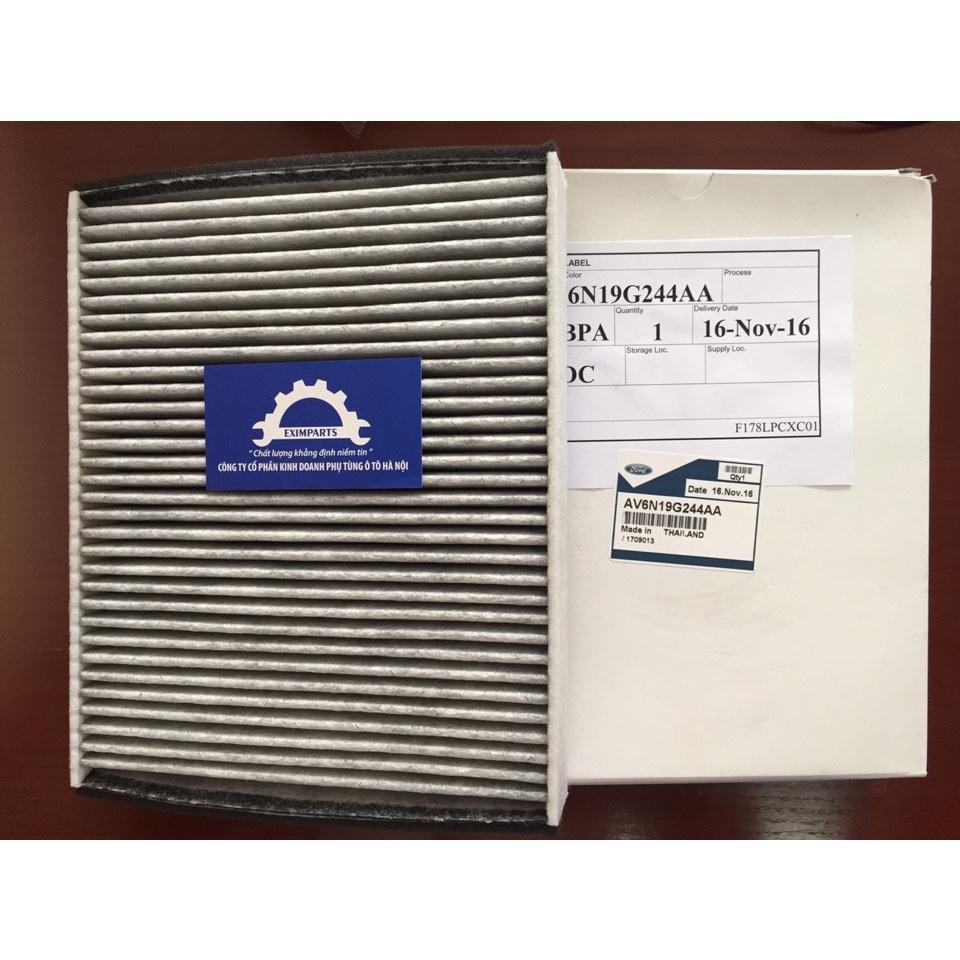 EXIMPARTS
“ Chất lượng khẳng định niềm tin ”
CÔNG TY CỔ PHẦN KINH DOANH PHỤ TÙNG Ô TÔ HÀ NỘI
LABEL
Color
Process
6N19G244AA
Quantity
Delivery Date
BPA
1
16-Nov-16
Storage Loc.
Supply Loc.
OC
F178LPCXC01
Ford
Qty1
Date 16.Nov.16
AV6N19G244AA
Made in THAILAND
/ 1709013